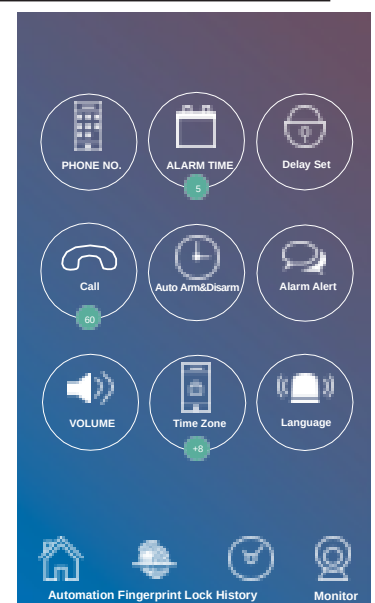 PHONE NO. ALARM TIME Delay Set
5
Call Auto Arm&Disarm Alarm Alert
60
VOLUME Time Zone Language
+8
Automation Fingerprint Lock History Monitor